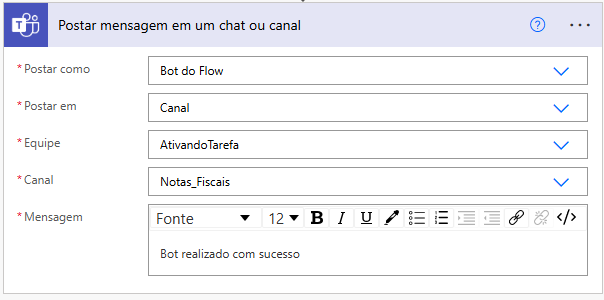 Postar mensagem em um chat ou canal
* Postar como
Bot do Flow
* Postar em
Canal
* Equipe
AtivandoTarefa
* Canal
Notas_Fiscais
* Mensagem
Fonte 12 B I U </>
Bot realizado com sucesso